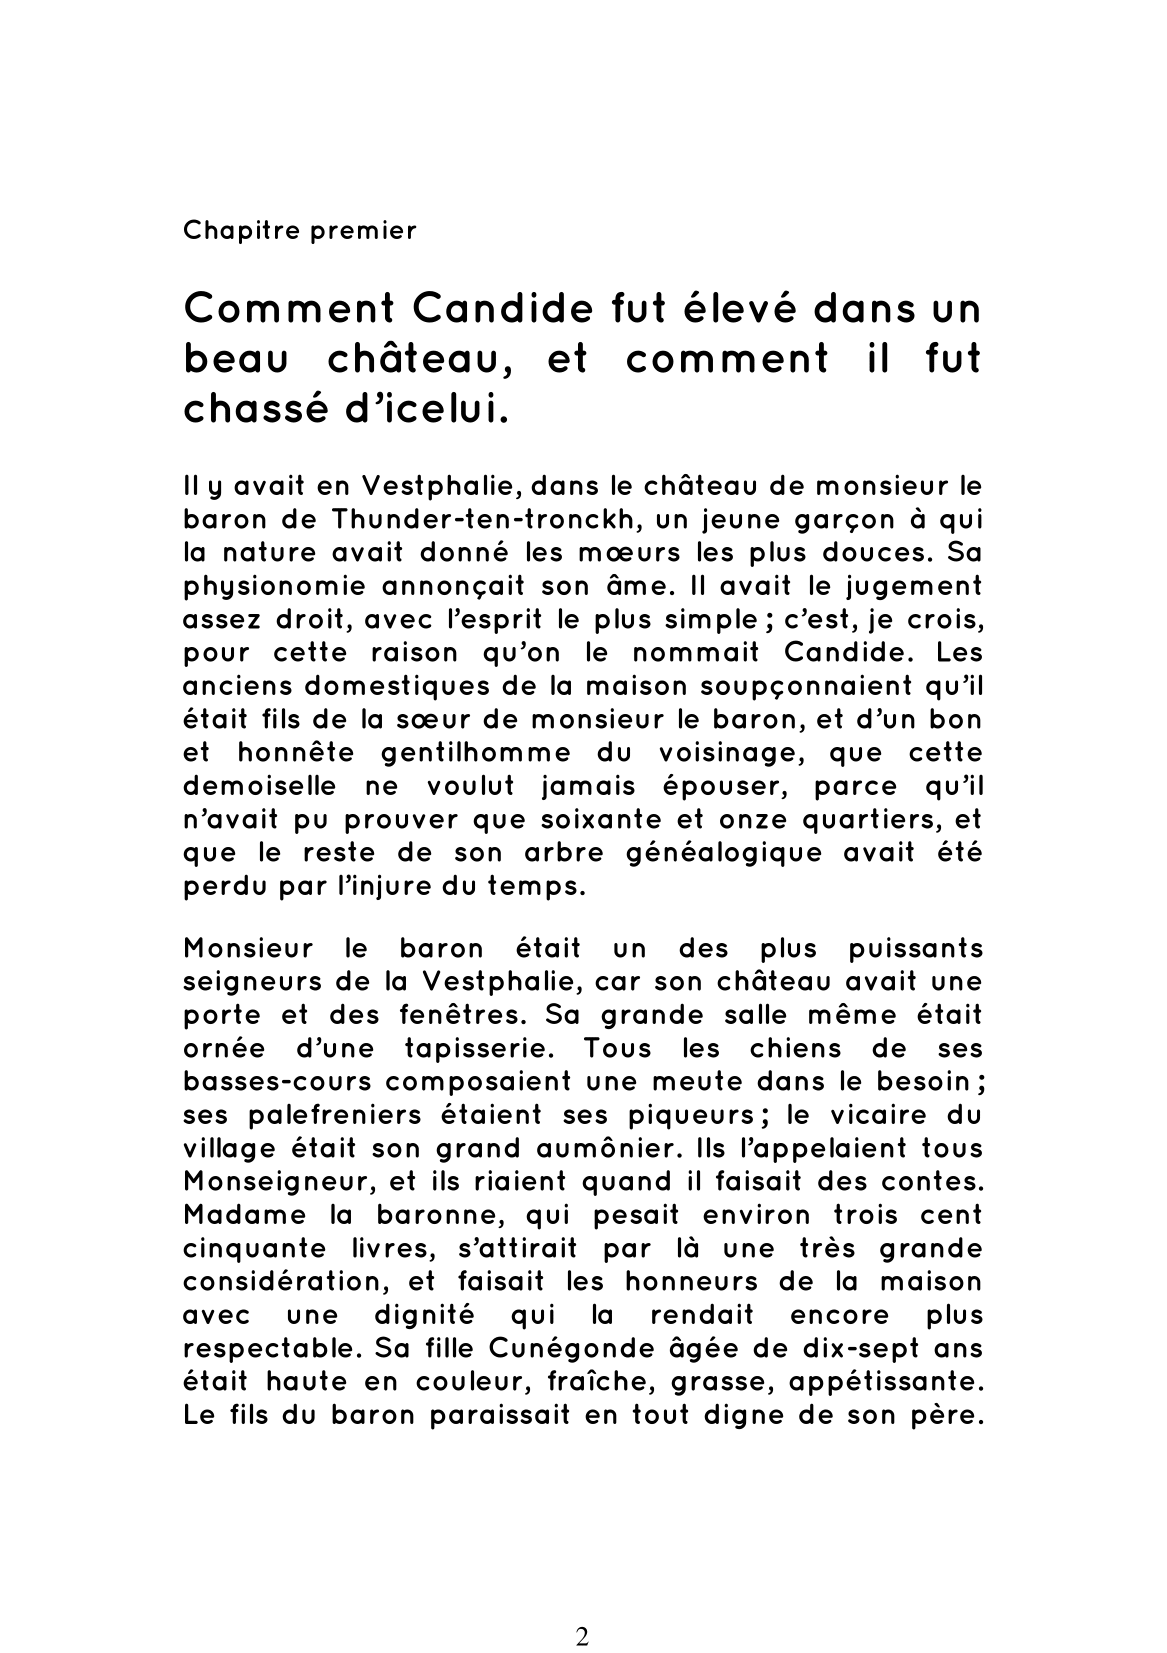 Chapitre premier
Comment Candide fut élevé dans un
beau château, et comment il fut
chassé d’icelui.
Il y avait en Vestphalie, dans le château de monsieur le
baron de Thunder-ten-tronckh, un jeune garçon à qui
la nature avait donné les mœurs les plus douces. Sa
physionomie annonçait son âme. Il avait le jugement
assez droit, avec l’esprit le plus simple ; c’est, je crois,
pour cette raison qu’on le nommait Candide. Les
anciens domestiques de la maison soupçonnaient qu’il
était fils de la sœur de monsieur le baron, et d’un bon
et honnête gentilhomme du voisinage, que cette
demoiselle ne voulut jamais épouser, parce qu’il
n’avait pu prouver que soixante et onze quartiers, et
que le reste de son arbre généalogique avait été
perdu par l’injure du temps.
Monsieur le baron était un des plus puissants
seigneurs de la Vestphalie, car son château avait une
porte et des fenêtres. Sa grande salle même était
ornée d’une tapisserie. Tous les chiens de ses
basses-cours composaient une meute dans le besoin ;
ses palefreniers étaient ses piqueurs ; le vicaire du
village était son grand aumônier. Ils l’appelaient tous
Monseigneur, et ils riaient quand il faisait des contes.
Madame la baronne, qui pesait environ trois cent
cinquante livres, s’attirait par là une très grande
considération, et faisait les honneurs de la maison
avec une dignité qui la rendait encore plus
respectable. Sa fille Cunégonde âgée de dix-sept ans
était haute en couleur, fraîche, grasse, appétissante.
Le fils du baron paraissait en tout digne de son père.
2